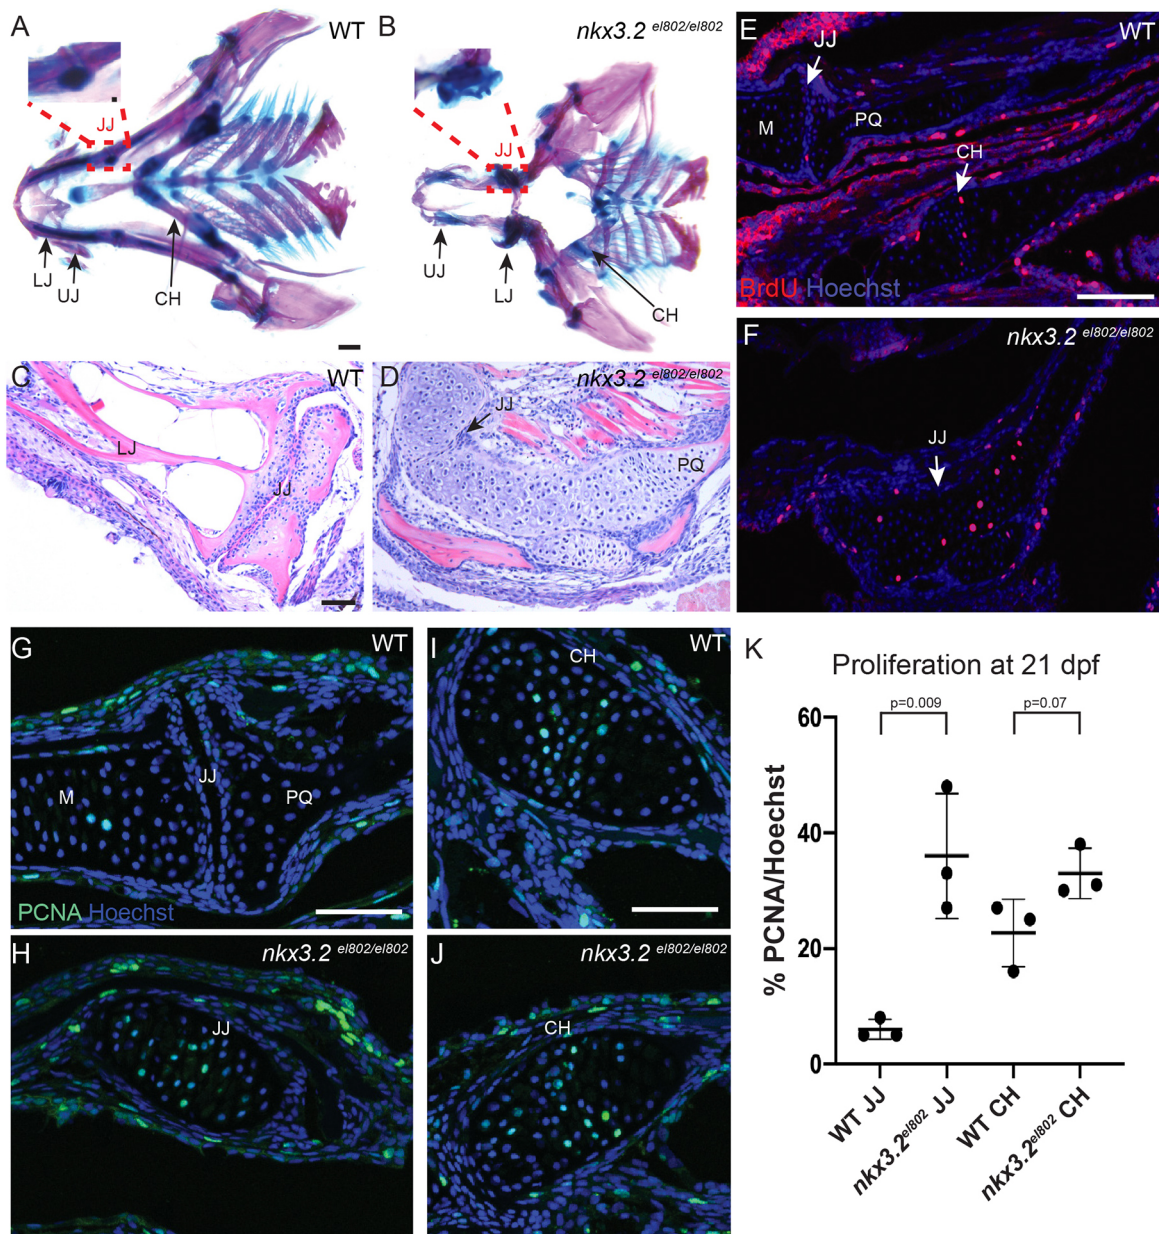 A
WT
JJ
LJ
UJ
CH
B
nkx3.2 el802/el802
JJ
UJ
LJ
CH
C
WT
LJ
JJ
D
nkx3.2 el802/el802
JJ
PQ
E
WT
JJ
M
PQ
CH
BrdU Hoechst
F
nkx3.2 el802/el802
JJ
G
WT
JJ
M
PQ
PCNA Hoechst
H
nkx3.2 el802/el802
JJ
I
WT
CH
J
nkx3.2 el802/el802
CH
K
Proliferation at 21 dpf
p=0.009
p=0.07
% PCNA/Hoechst
60
40
20
0
WT JJ
nkx3.2el802 JJ
WT CH
nkx3.2el802 CH